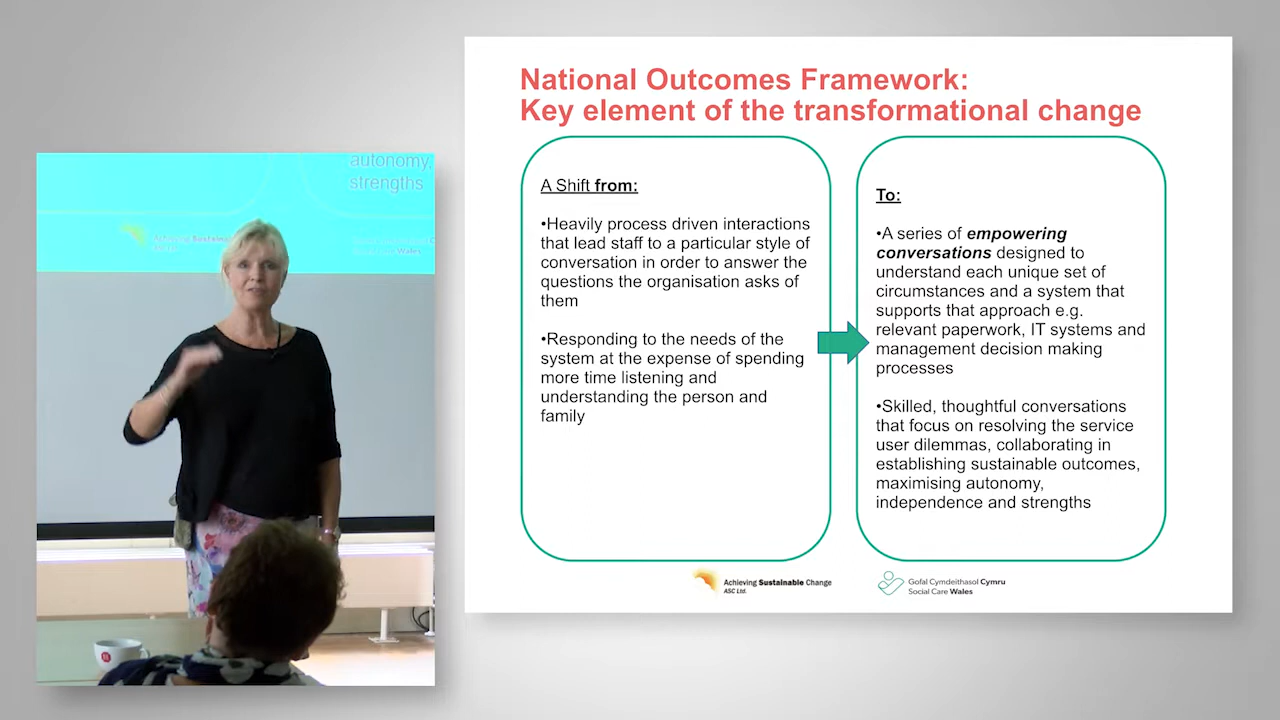 National Outcomes Framework:
Key element of the transformational change
A Shift from:
•Heavily process driven interactions
that lead staff to a particular style of
conversation in order to answer the
questions the organisation asks of
them
•Responding to the needs of the
system at the expense of spending
more time listening and
understanding the person and
family
To:
•A series of empowering
conversations designed to
understand each unique set of
circumstances and a system that
supports that approach e.g.
relevant paperwork, IT systems and
management decision making
processes
•Skilled, thoughtful conversations
that focus on resolving the service
user dilemmas, collaborating in
establishing sustainable outcomes,
maximising autonomy,
independence and strengths
Achieving Sustainable Change
ASC Ltd.
Gofal Cymdeithasol Cymru
Social Care Wales
autonomy,
strengths
Achieving